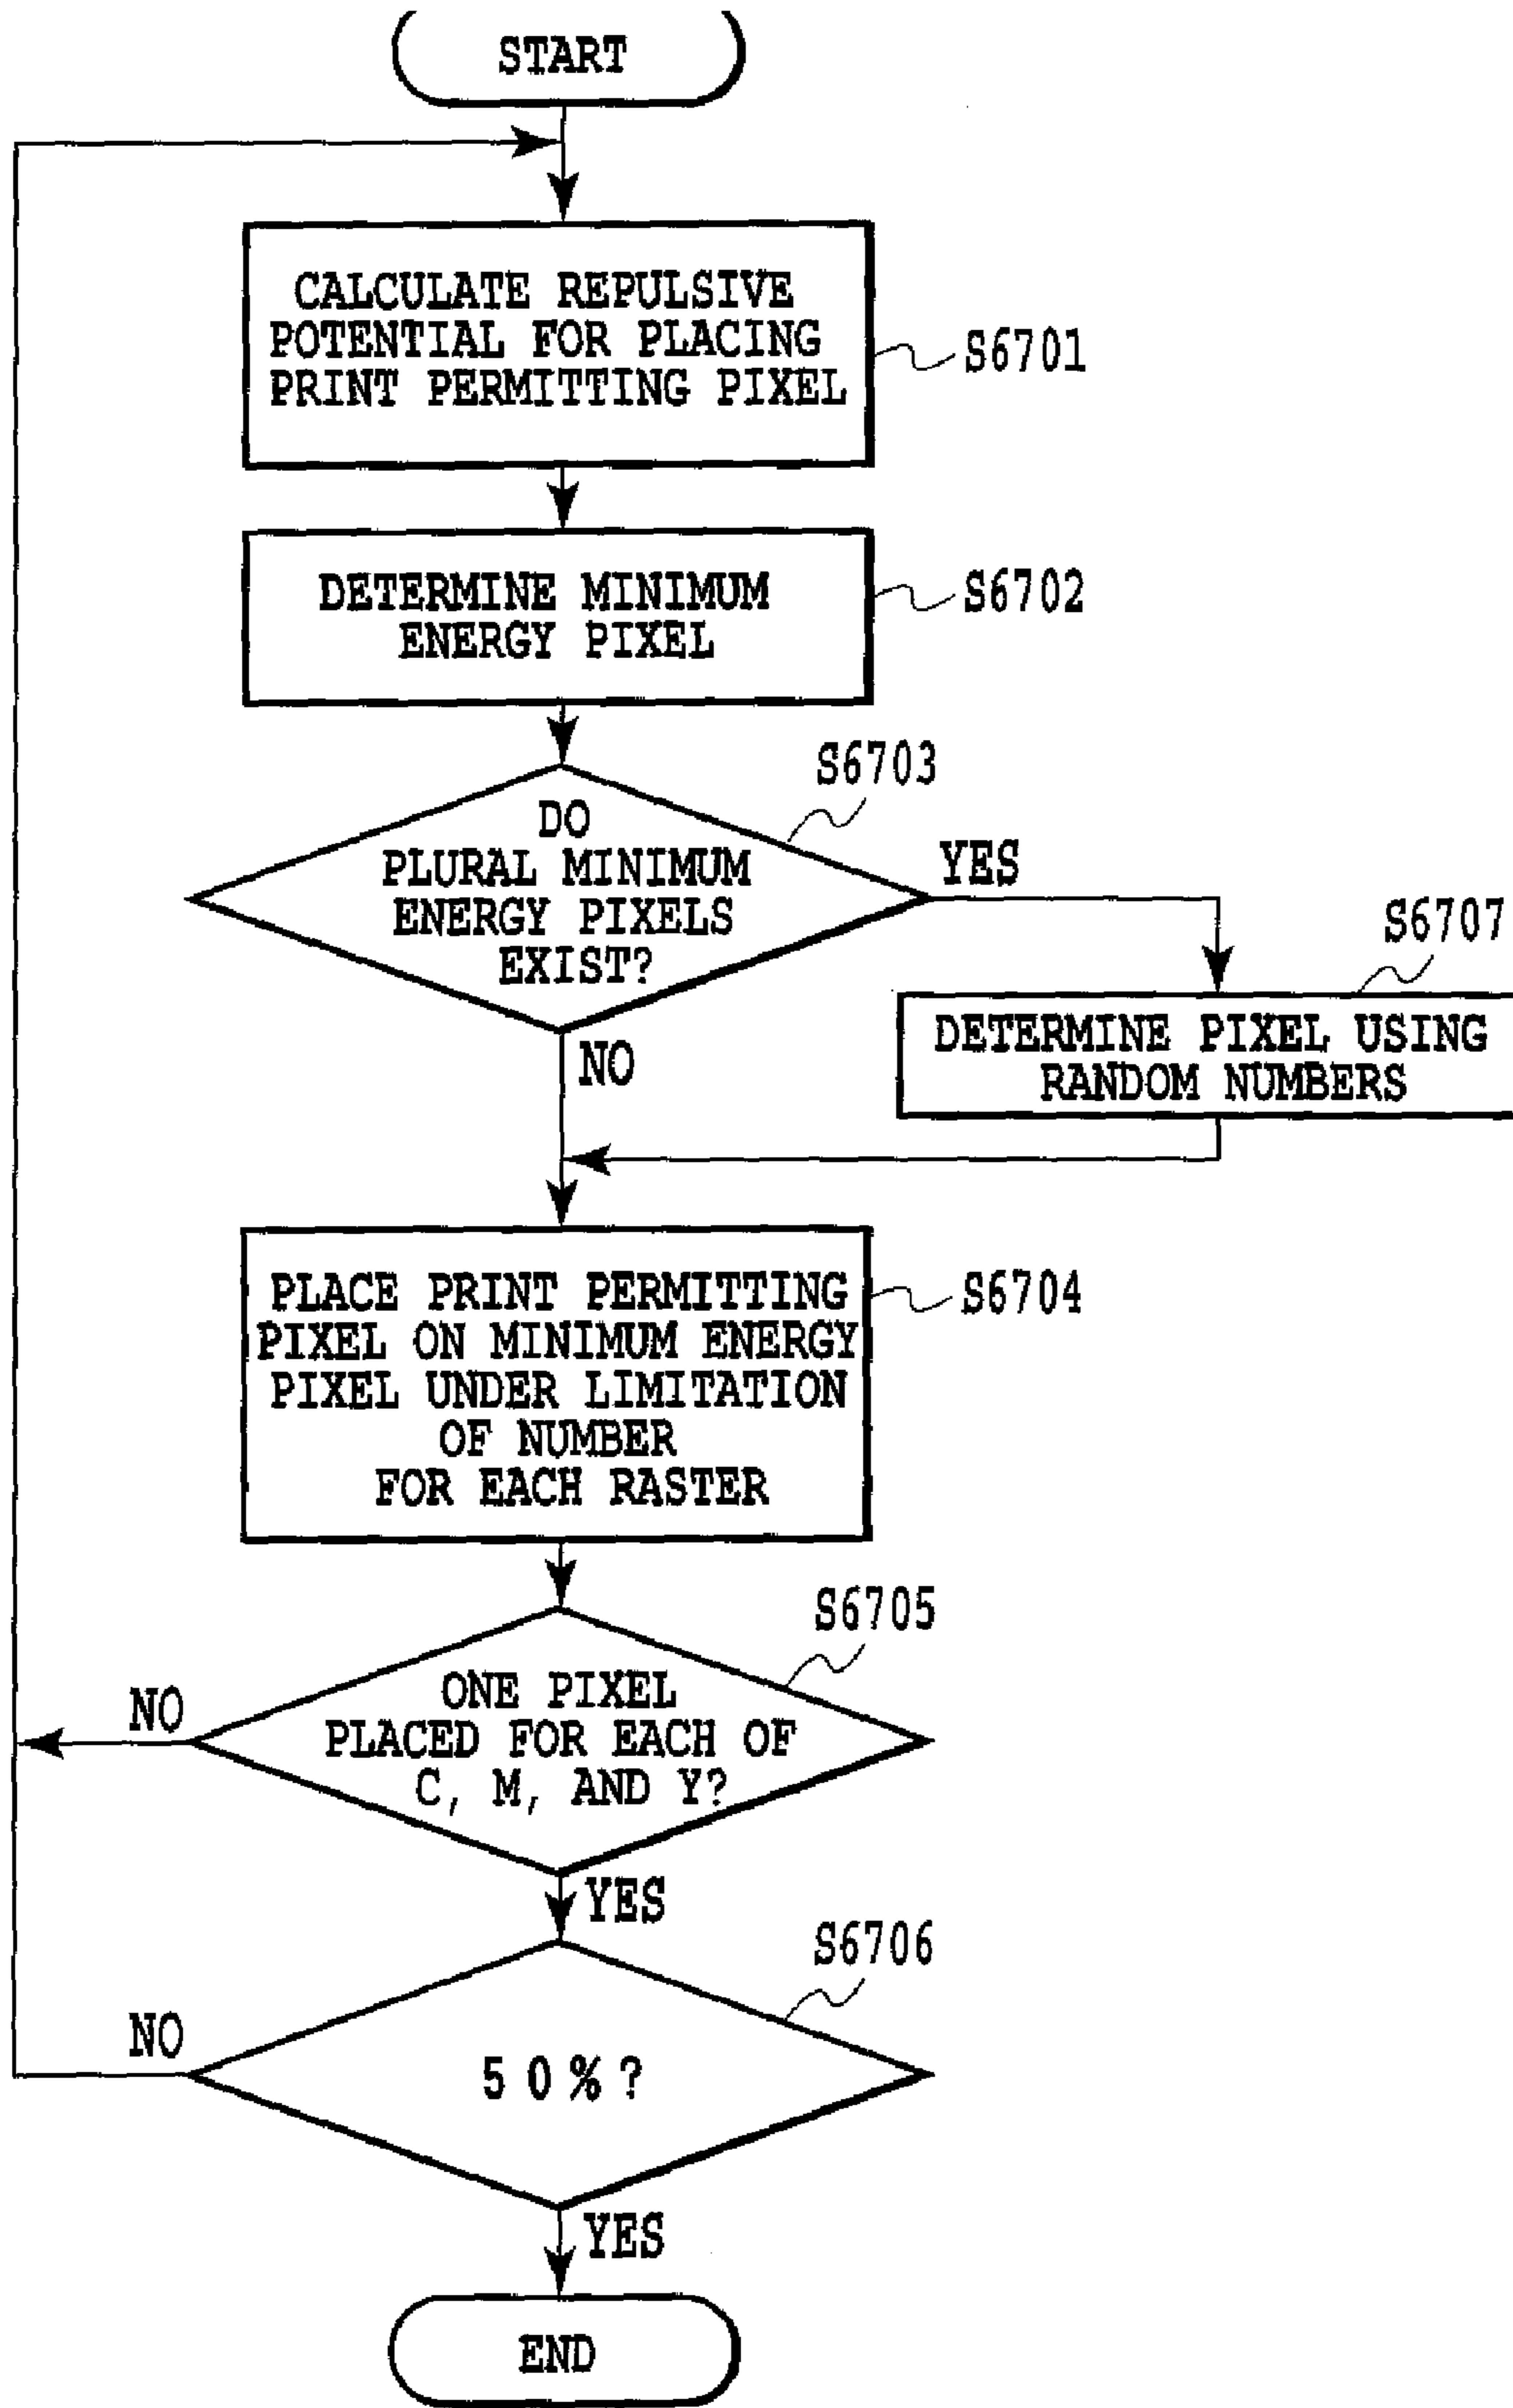 START
CALCULATE REPULSIVE
POTENTIAL FOR PLACING
PRINT PERMITTING PIXEL
S6701
DETERMINE MINIMUM
ENERGY PIXEL
S6702
S6703
DO
PLURAL MINIMUM
ENERGY PIXELS
EXIST?
YES
NO
S6707
DETERMINE PIXEL USING
RANDOM NUMBERS
PLACE PRINT PERMITTING
PIXEL ON MINIMUM ENERGY
PIXEL UNDER LIMITATION
OF NUMBER
FOR EACH RASTER
S6704
S6705
ONE PIXEL
PLACED FOR EACH OF
C, M, AND Y?
NO
YES
S6706
50%?
NO
YES
END